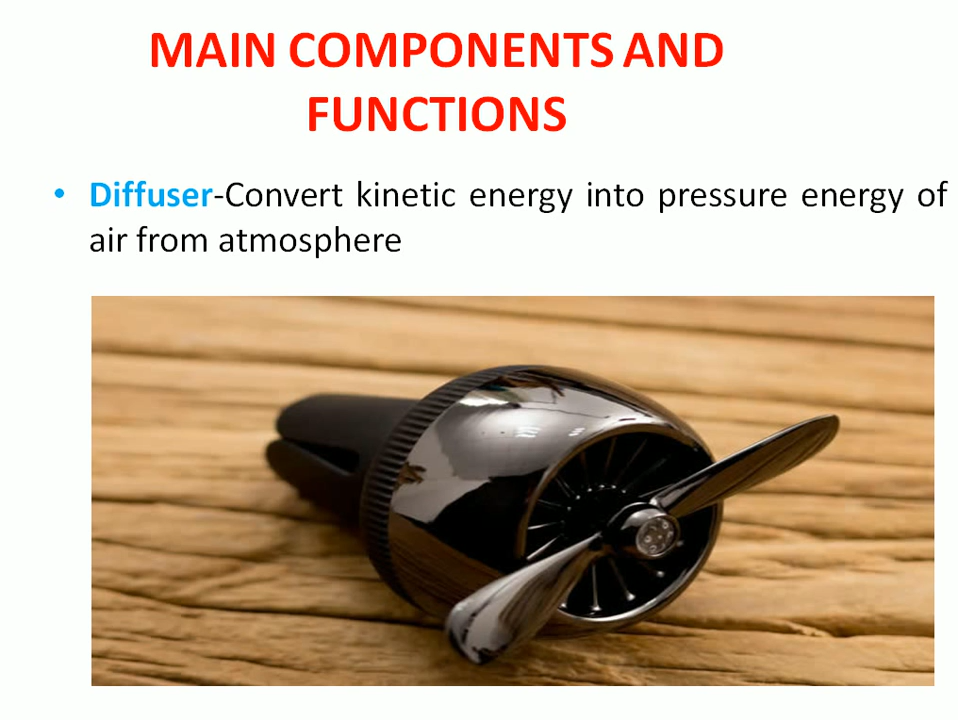 MAIN COMPONENTS AND
FUNCTIONS
• Diffuser-Convert kinetic energy into pressure energy of
air from atmosphere